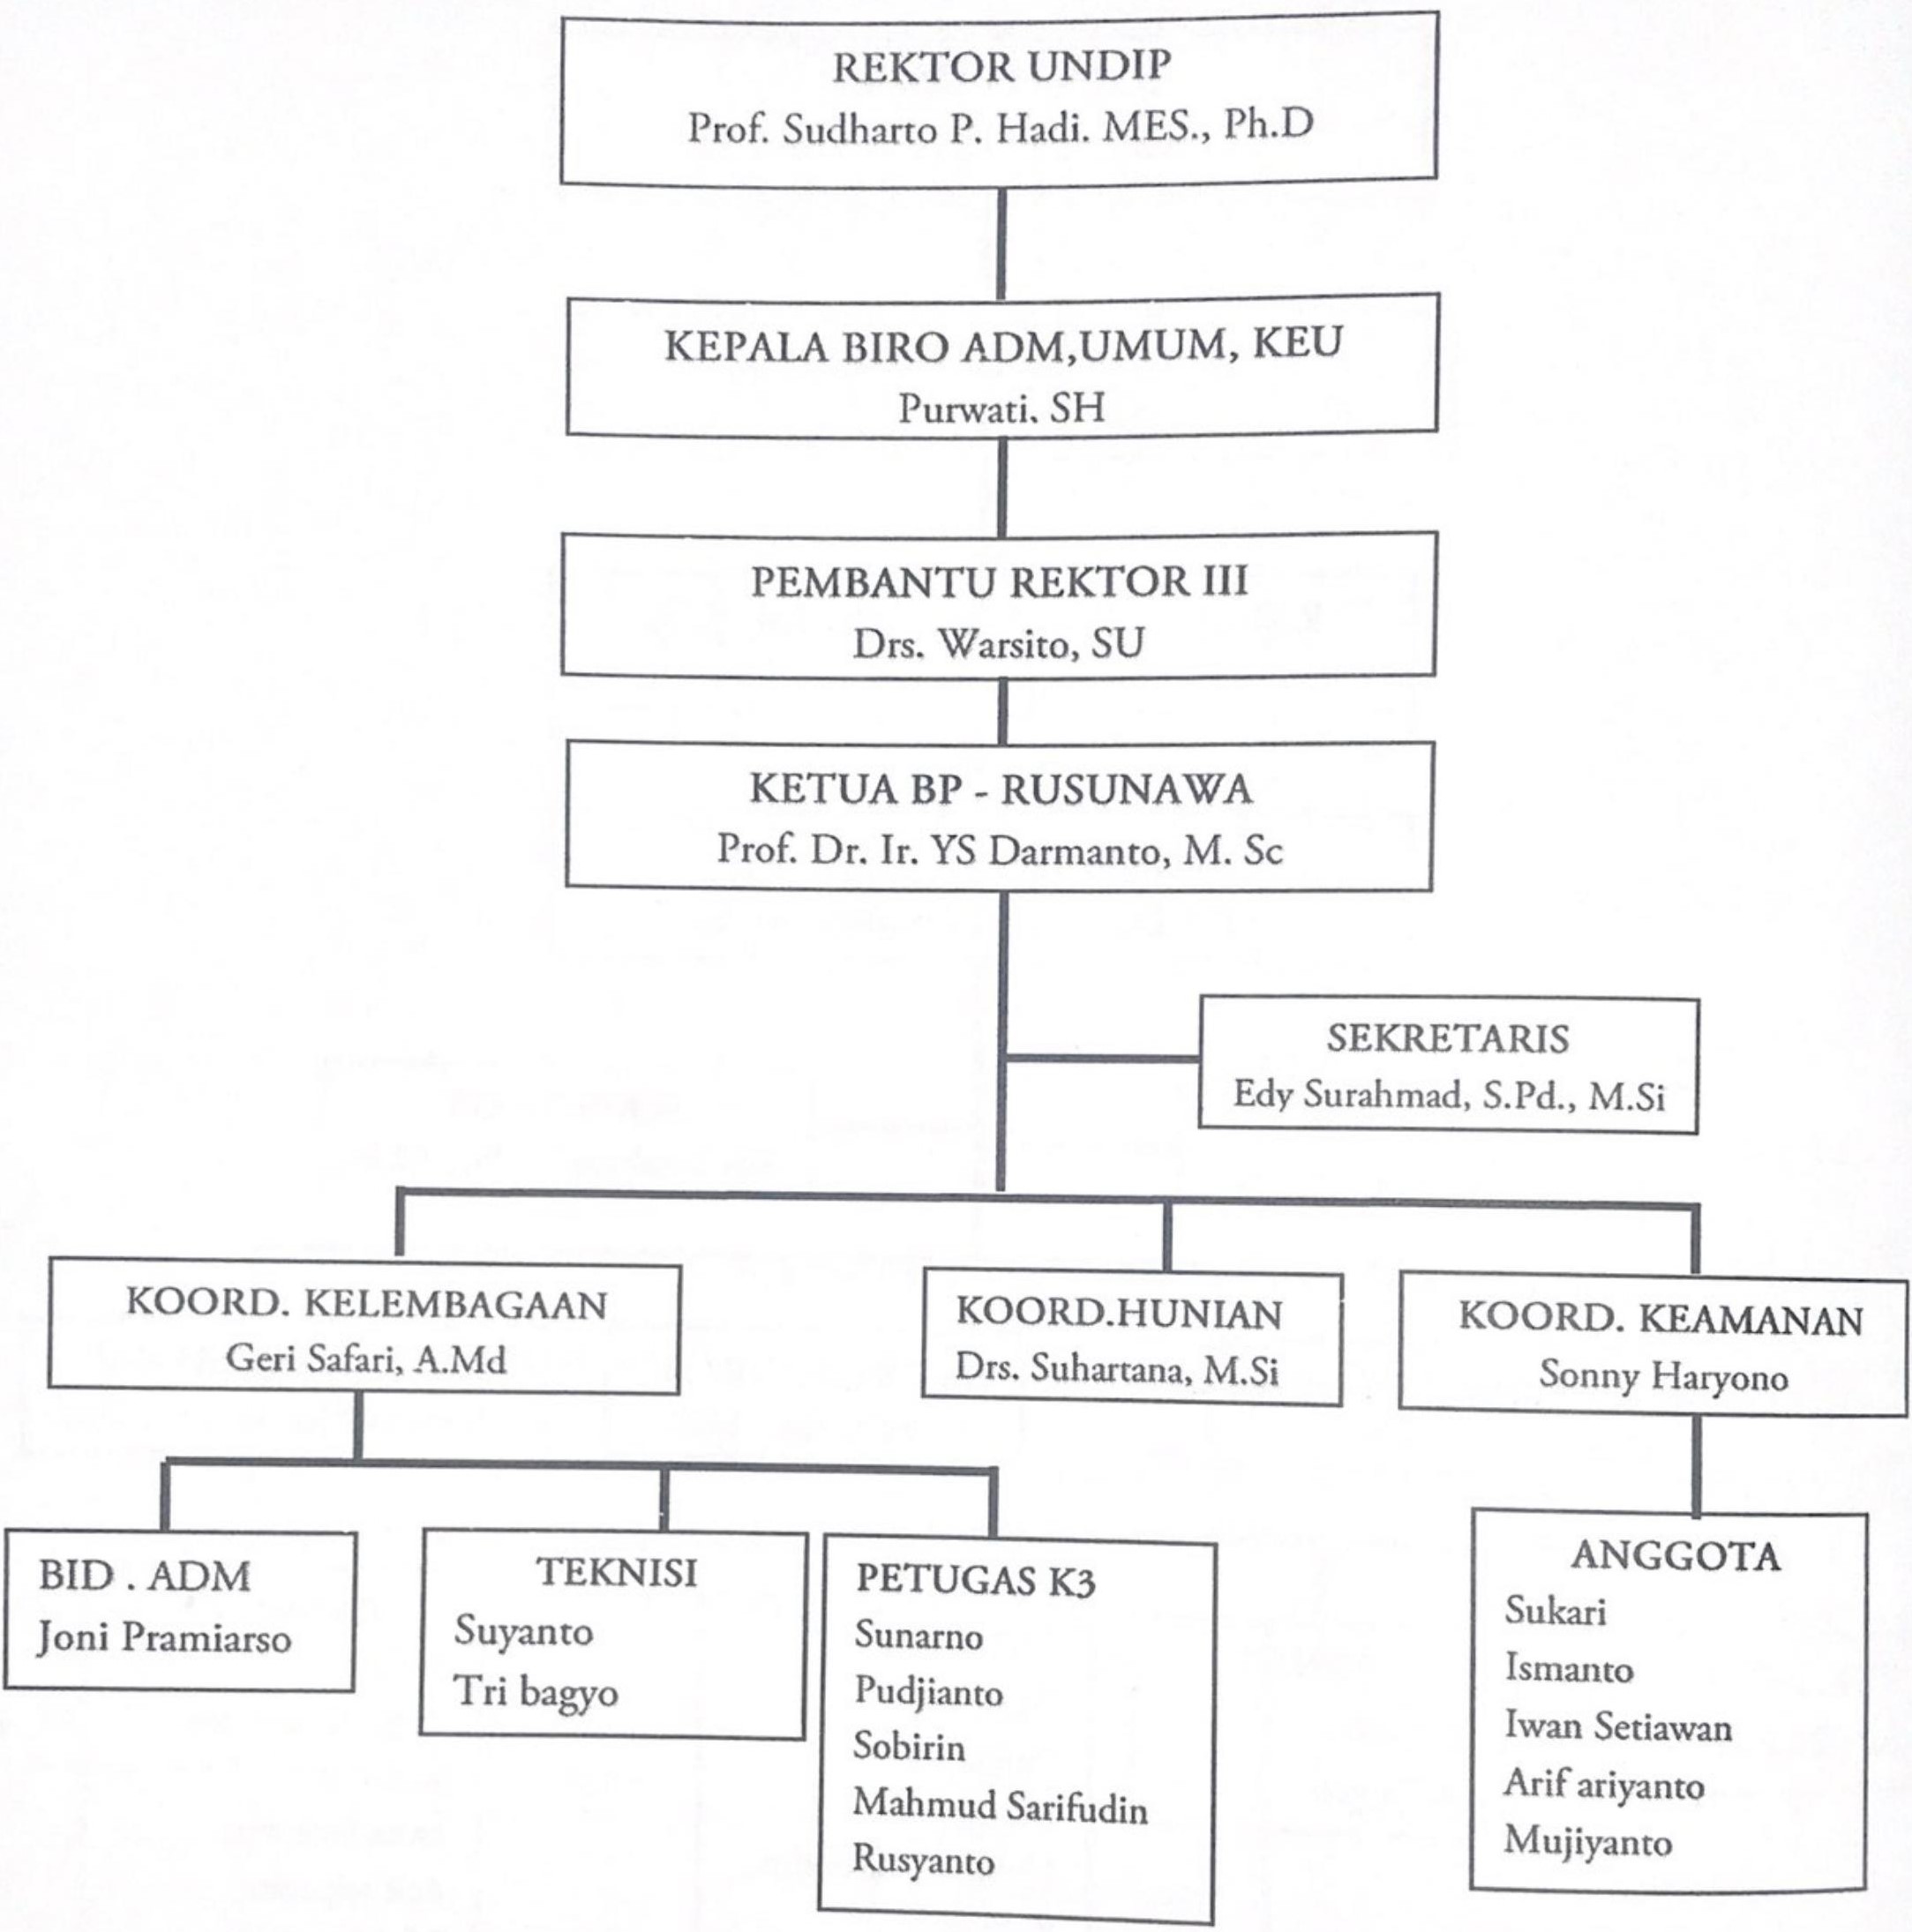 REKTOR UNDIP
Prof. Sudharto P. Hadi. MES., Ph.D
KEPALA BIRO ADM,UMUM, KEU
Purwati. SH
PEMBANTU REKTOR III
Drs. Warsito, SU
KETUA BP - RUSUNAWA
Prof. Dr. Ir. YS Darmanto, M. Sc
SEKRETARIS
Edy Surahmad, S.Pd., M.Si
KOORD. KELEMBAGAAN
Geri Safari, A.Md
KOORD.HUNIAN
Drs. Suhartana, M.Si
KOORD. KEAMANAN
Sonny Haryono
BID . ADM
Joni Pramiarso
TEKNISI
Suyanto
Tri bagyo
PETUGAS K3
Sunarno
Pudjianto
Sobirin
Mahmud Sarifudin
Rusyanto
ANGGOTA
Sukari
Ismanto
Iwan Setiawan
Arif ariyanto
Mujiyanto